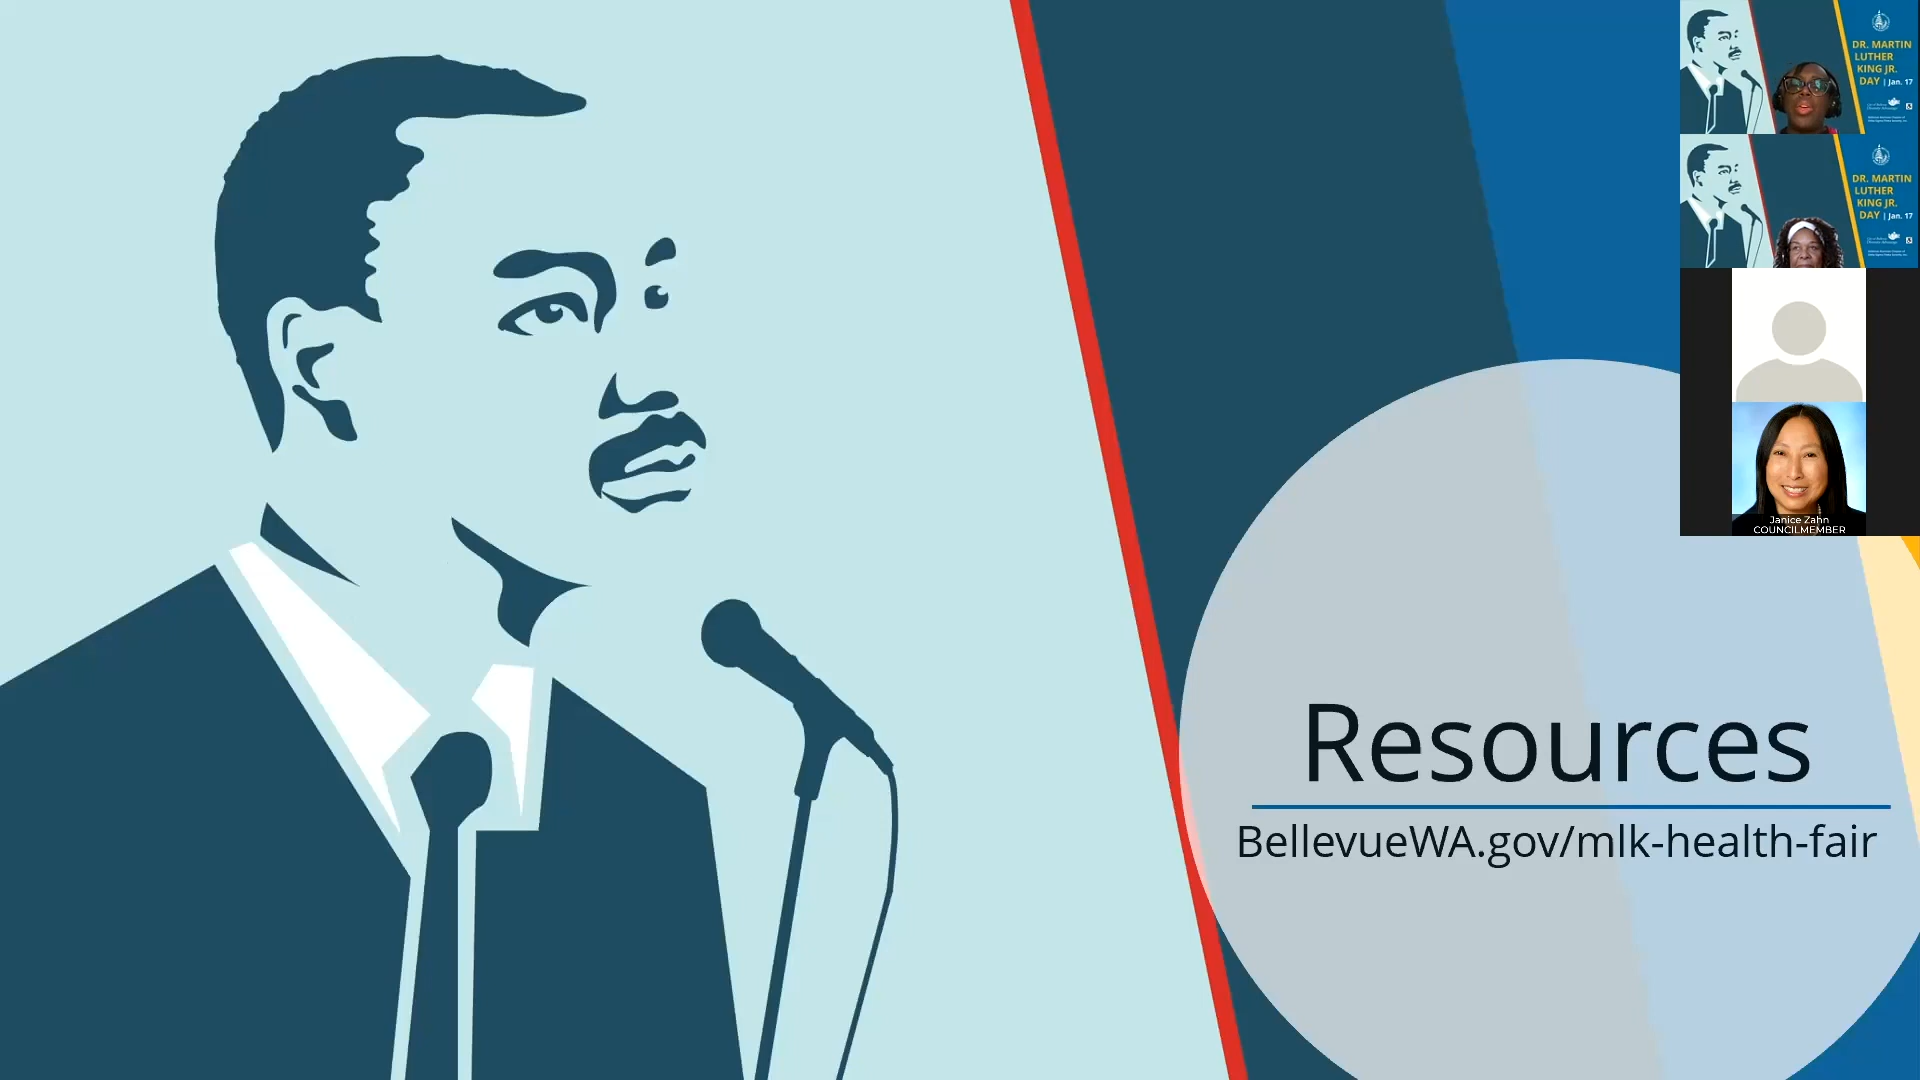 Resources
BellevueWA.gov/mlk-health-fair
DR. MARTIN
LUTHER
KING JR.
DAY | Jan. 17
DR. MARTIN
LUTHER
KING JR.
DAY | Jan. 17
Janice Zahn
COUNCILMEMBER